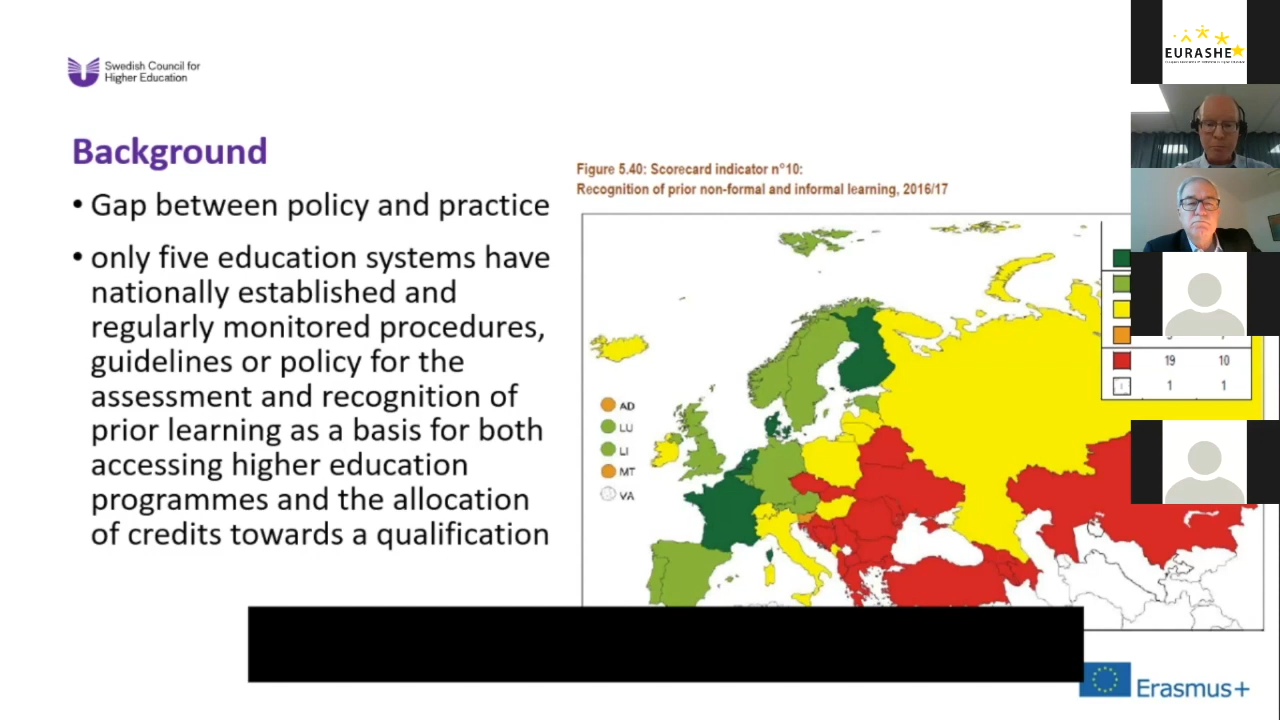 Swedish Council for
Higher Education
Background
• Gap between policy and practice
• only five education systems have
nationally established and
regularly monitored procedures,
guidelines or policy for the
assessment and recognition of
prior learning as a basis for both
accessing higher education
programmes and the allocation
of credits towards a qualification
Figure 5.40: Scorecard indicator n°10:
Recognition of prior non-formal and informal learning, 2016/17
AD
LU
LI
MT
VA
19 10
1 1
EURASHE
Erasmus+